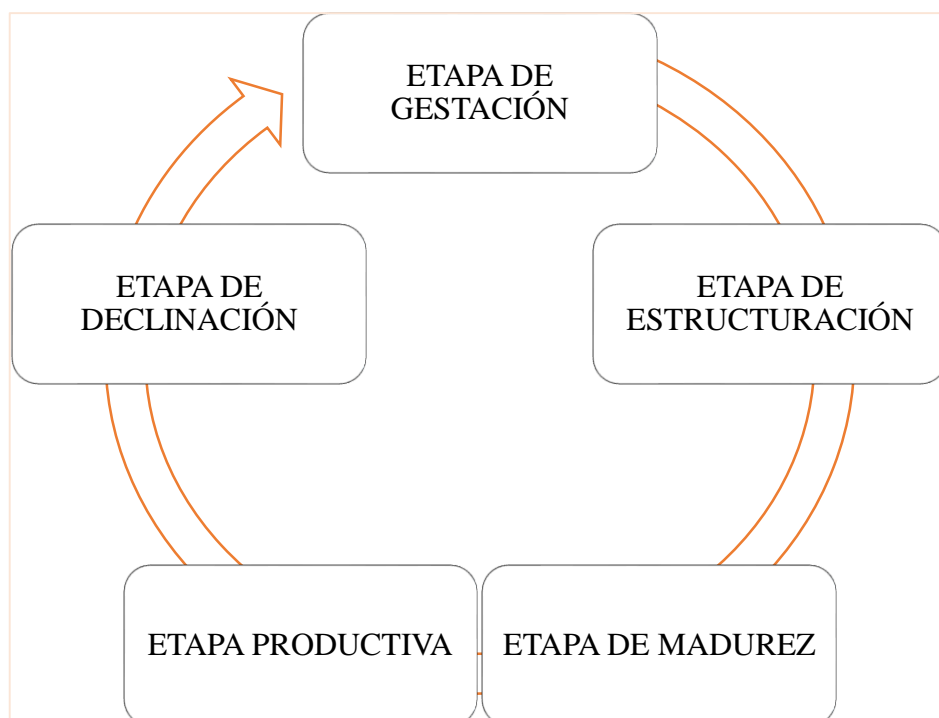 ETAPA DE
GESTACIÓN
ETAPA DE
ESTRUCTURACIÓN
ETAPA DE MADUREZ
ETAPA PRODUCTIVA
ETAPA DE
DECLINACIÓN